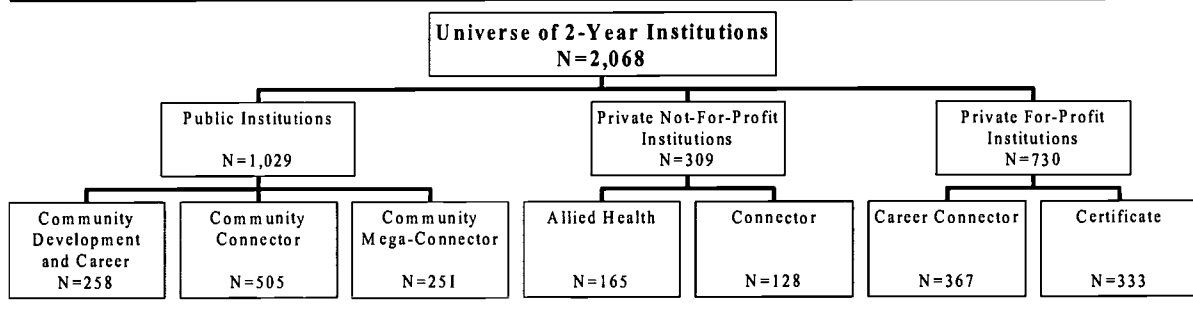 Universe of 2-Year Institutions
N=2,068
Public Institutions
N=1,029
Private Not-For-Profit
Institutions
N=309
Private For-Profit
Institutions
N=730
Community
Development
and Career
N=258
Community
Connector
N=505
Community
Mega-Connector
N=251
Allied Health
N=165
Connector
N=128
Career Connector
N=367
Certificate
N=333